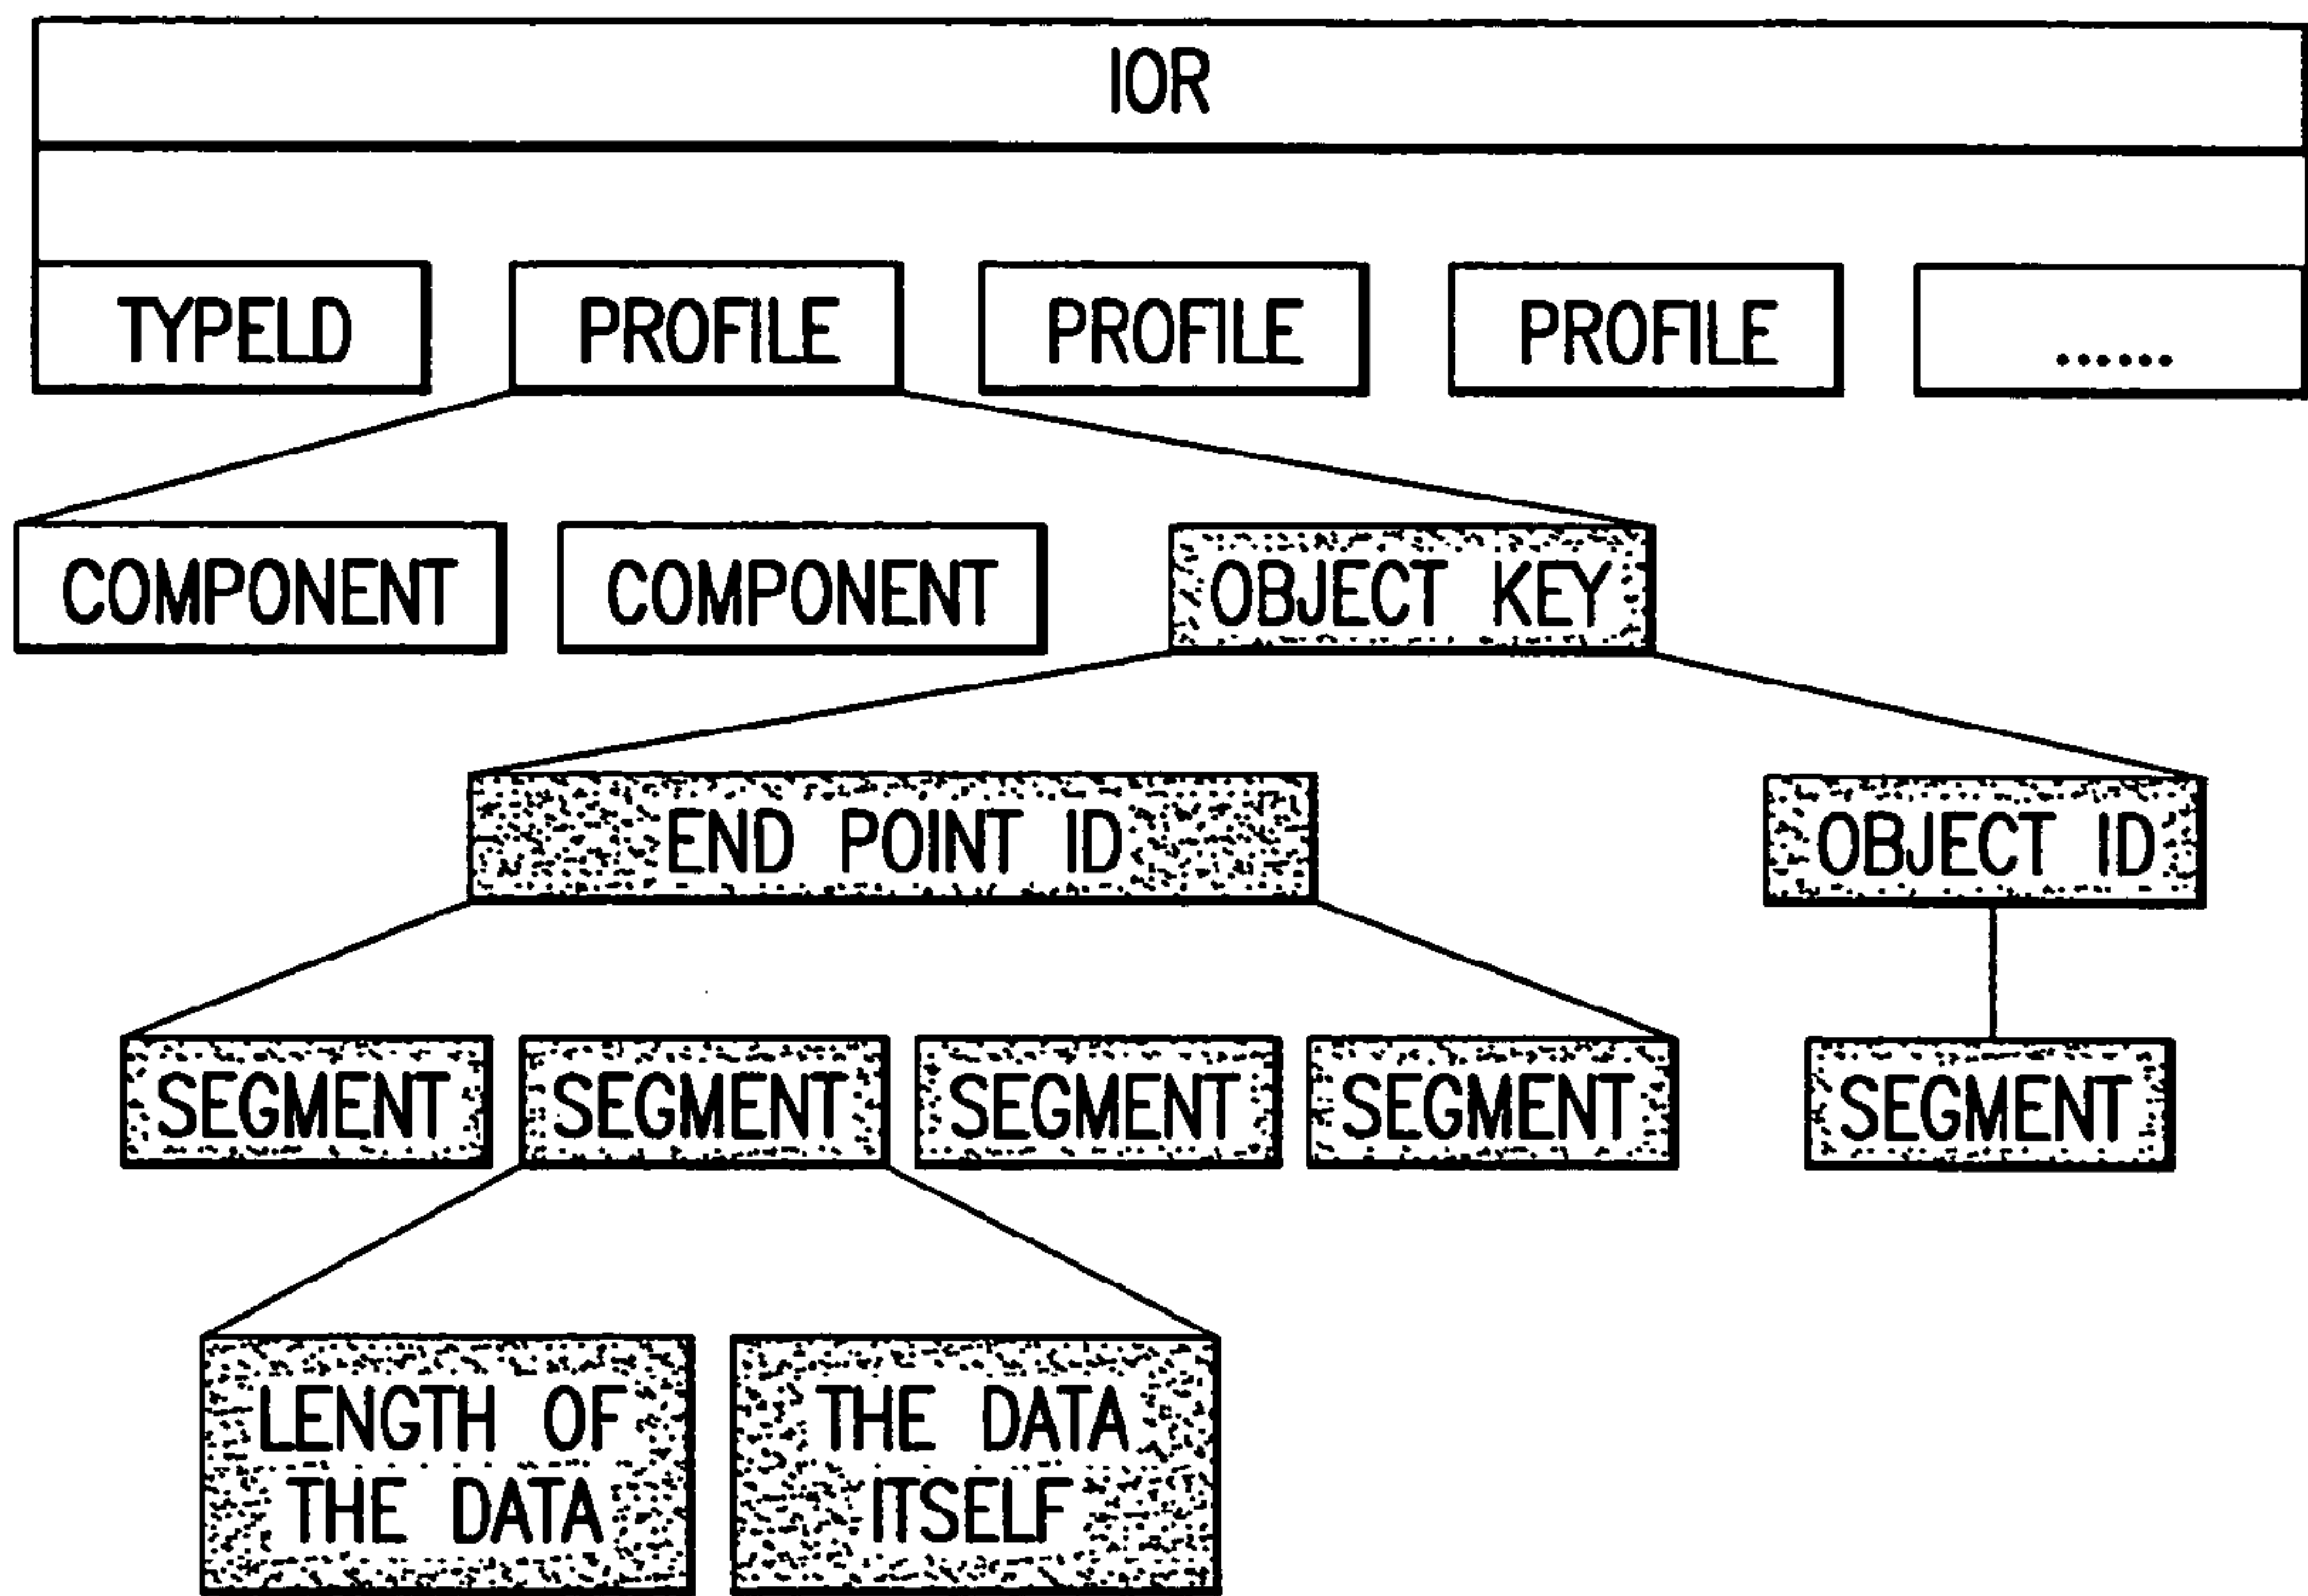 IOR
TYPELD PROFILE PROFILE PROFILE ......
COMPONENT COMPONENT OBJECT KEY
END POINT ID OBJECT ID
SEGMENT SEGMENT SEGMENT SEGMENT SEGMENT
LENGTH OF THE DATA
THE DATA ITSELF